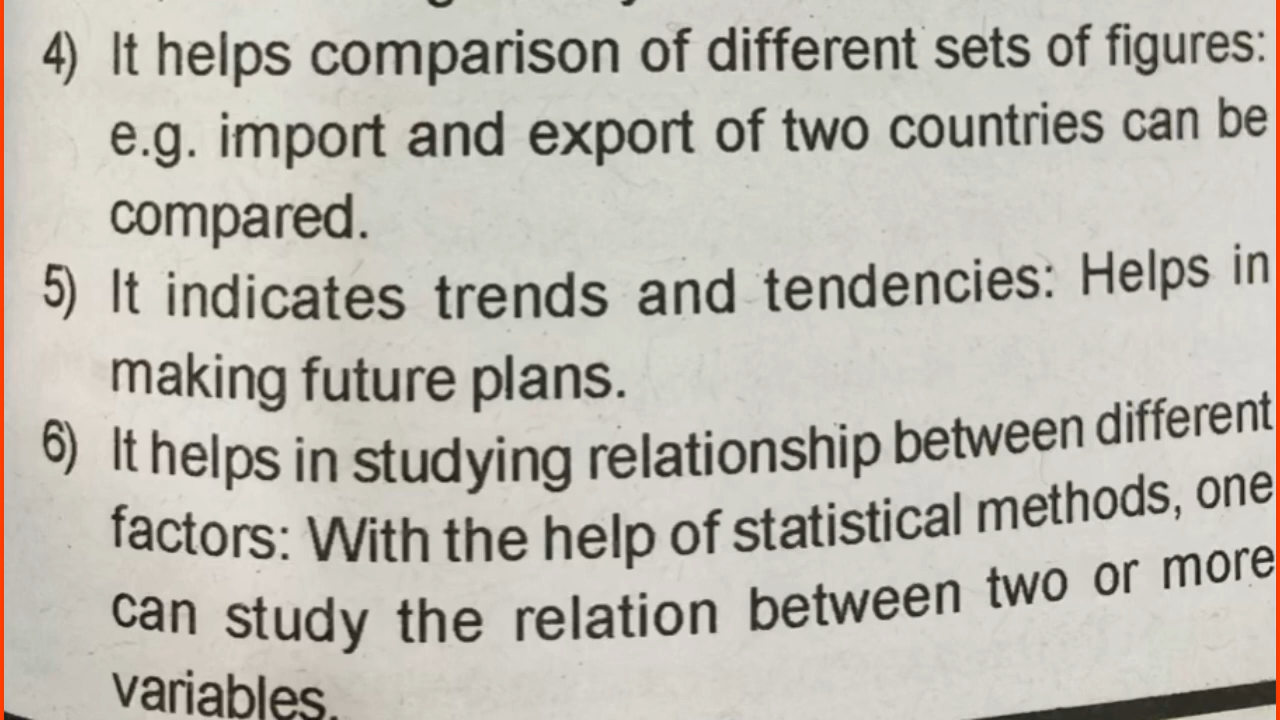 4) It helps comparison of different sets of figures:
e.g. import and export of two countries can be
compared.
5) It indicates trends and tendencies: Helps in
making future plans.
6) It helps in studying relationship between different
factors: With the help of statistical methods, one
can study the relation between two or more
variables.